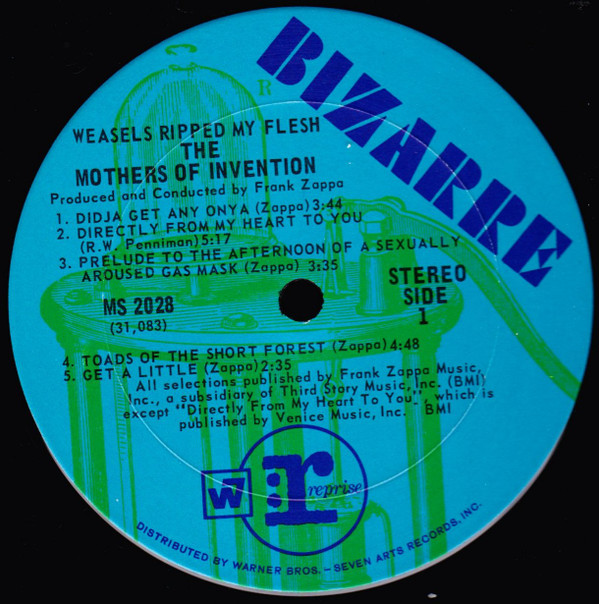 BIZARRE
R
WEASELS RIPPED MY FLESH
THE
MOTHERS OF INVENTION
Produced and Conducted by Frank Zappa
1. DIDJA GET ANY ONYA (Zappa) 3:44
2. DIRECTLY FROM MY HEART TO YOU
(R.W. Penniman) 5:17
3. PRELUDE TO THE AFTERNOON OF A SEXUALLY
AROUSED GAS MASK (Zappa) 3:35
STEREO
SIDE
1
MS 2028
(31,083)
4. TOADS OF THE SHORT FOREST (Zappa) 4:48
5. GET A LITTLE (Zappa) 2:35
All selections published by Frank Zappa Music,
Inc., a subsidiary of Third Story Music, Inc. (BMI)
except "Directly From My Heart To You" which is
published by Venice Music, Inc. BMI
W7
:r reprise
DISTRIBUTED BY WARNER BROS. – SEVEN ARTS RECORDS, INC.